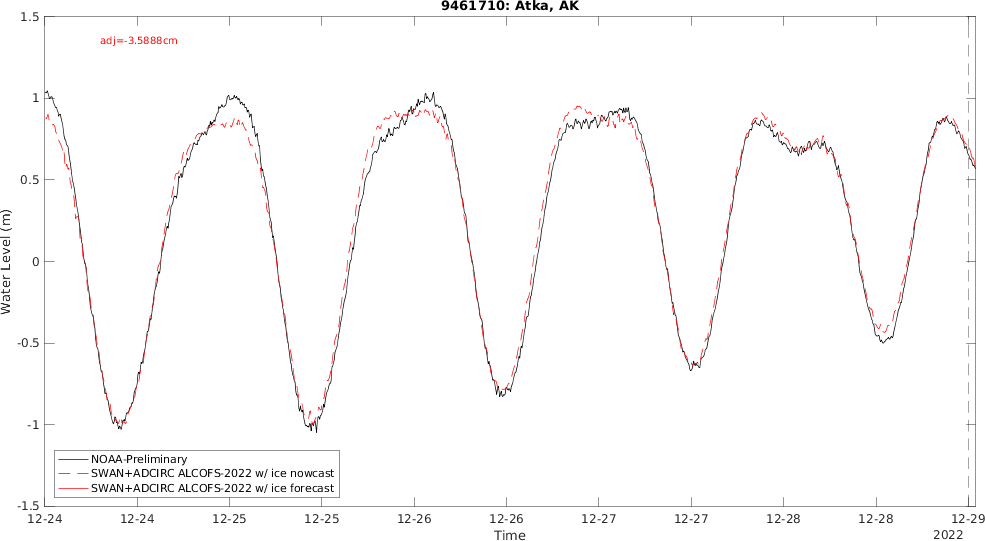 9461710: Atka, AK
adj=-3.5888cm
1.5
1
0.5
0
-0.5
-1
-1.5
Water Level (m)
NOAA-Preliminary
SWAN+ADCIRC ALCOFS-2022 w/ ice nowcast
SWAN+ADCIRC ALCOFS-2022 w/ ice forecast
12-24 12-24 12-25 12-25 12-26 12-26 12-27 12-27 12-28 12-28 12-29
Time
2022